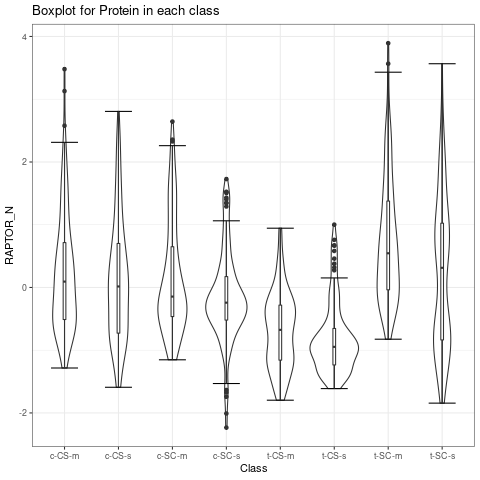 Boxplot for Protein in each class
RAPTOR_N
4
2
0
-2
c-CS-m c-CS-s c-SC-m c-SC-s t-CS-m t-CS-s t-SC-m t-SC-s
Class